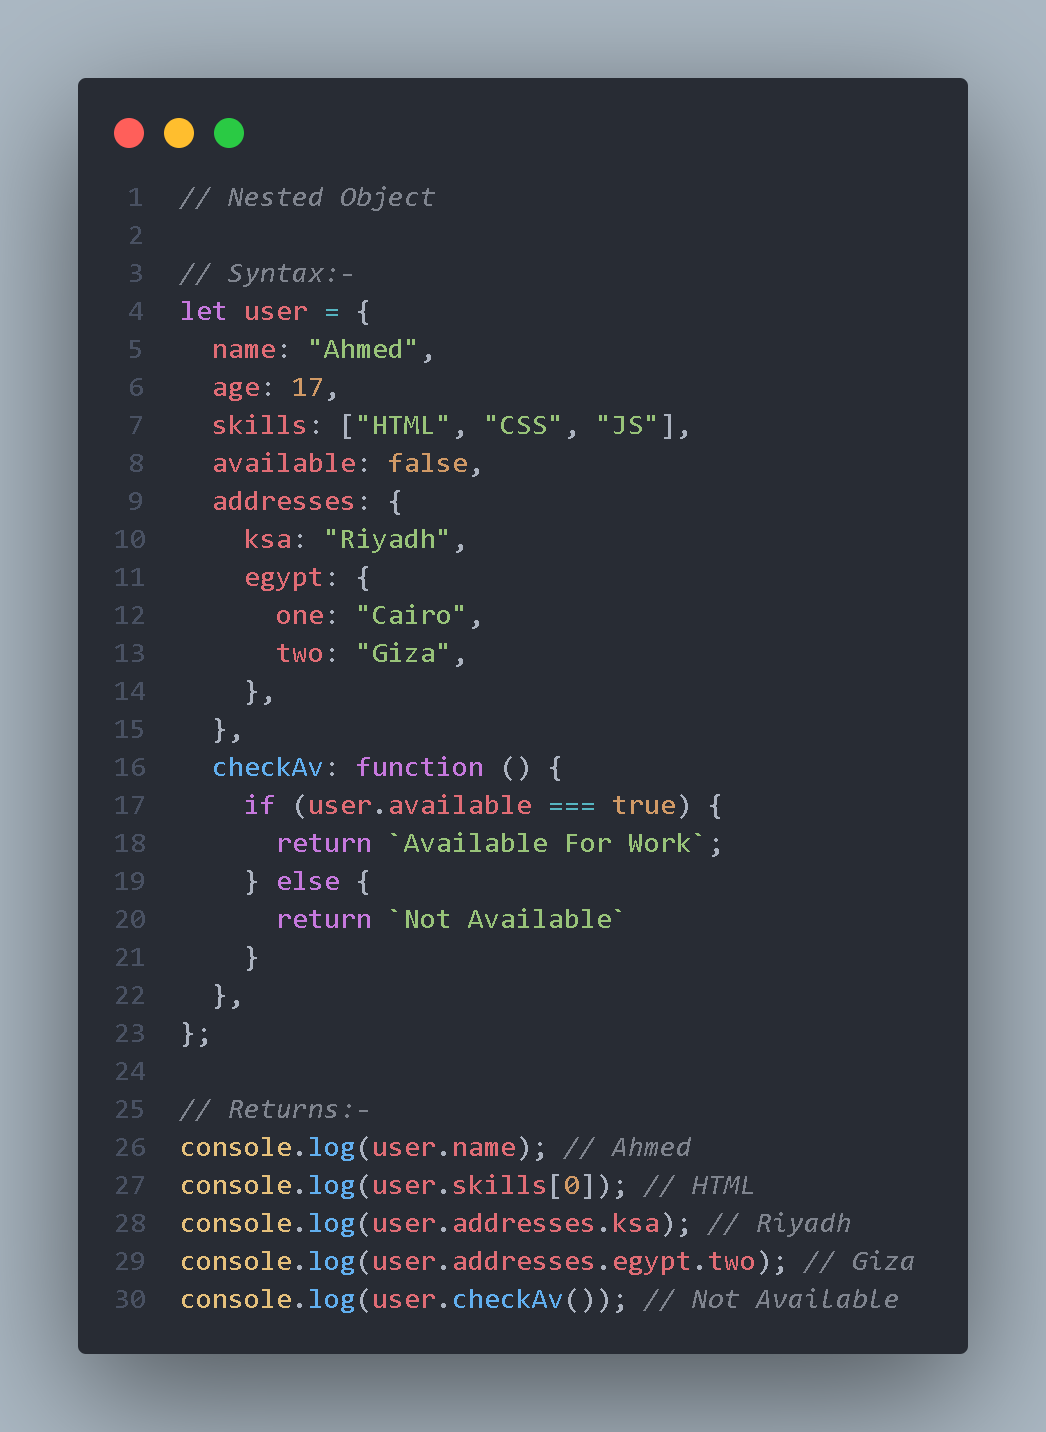 1 // Nested Object
2
3 // Syntax:-
4 let user = {
5   name: "Ahmed",
6   age: 17,
7   skills: ["HTML", "CSS", "JS"],
8   available: false,
9   addresses: {
10     ksa: "Riyadh",
11     egypt: {
12       one: "Cairo",
13       two: "Giza",
14     },
15   },
16   checkAv: function () {
17     if (user.available === true) {
18       return `Available For Work`;
19     } else {
20       return `Not Available`
21     }
22   },
23 };
24
25 // Returns:-
26 console.log(user.name); // Ahmed
27 console.log(user.skills[0]); // HTML
28 console.log(user.addresses.ksa); // Riyadh
29 console.log(user.addresses.egypt.two); // Giza
30 console.log(user.checkAv()); // Not Available